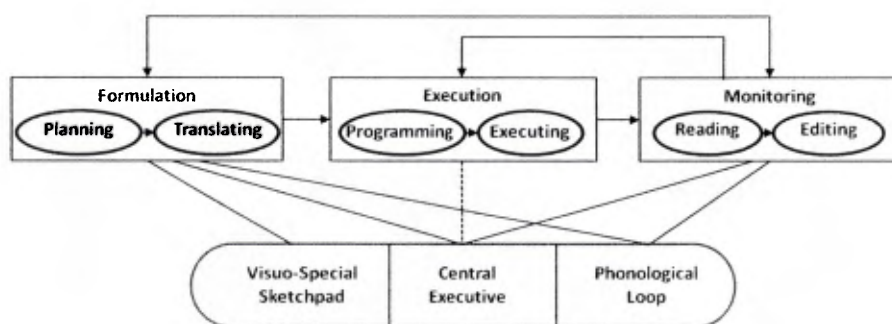 Formulation
Execution
Monitoring
Planning
Translating
Programming
Executing
Reading
Editing
Visuo-Special
Sketchpad
Central
Executive
Phonological
Loop